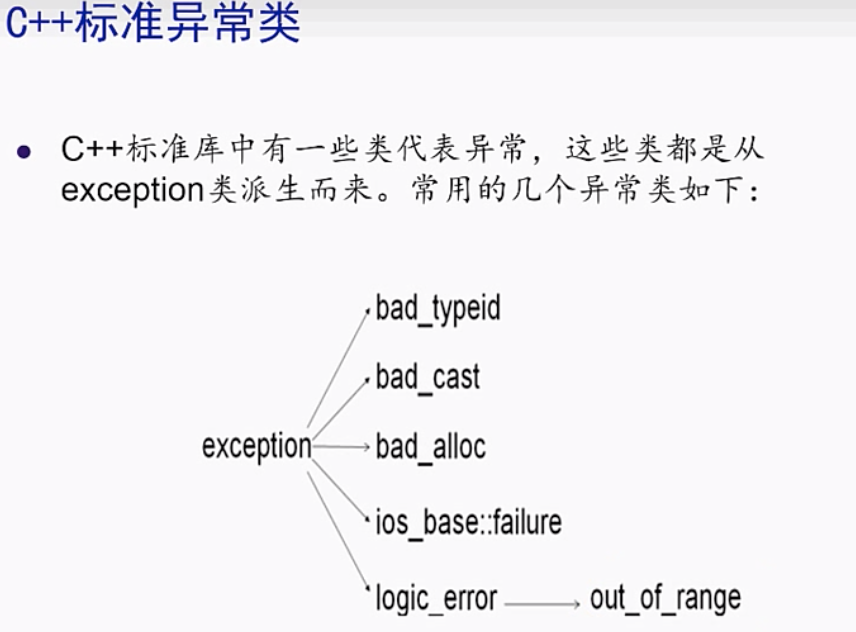 C++标准异常类
C++标准库中有一些类代表异常，这些类都是从
exception类派生而来。常用的几个异常类如下：
bad_typeid
bad_cast
exception
bad_alloc
ios_base::failure
logic_error
out_of_range